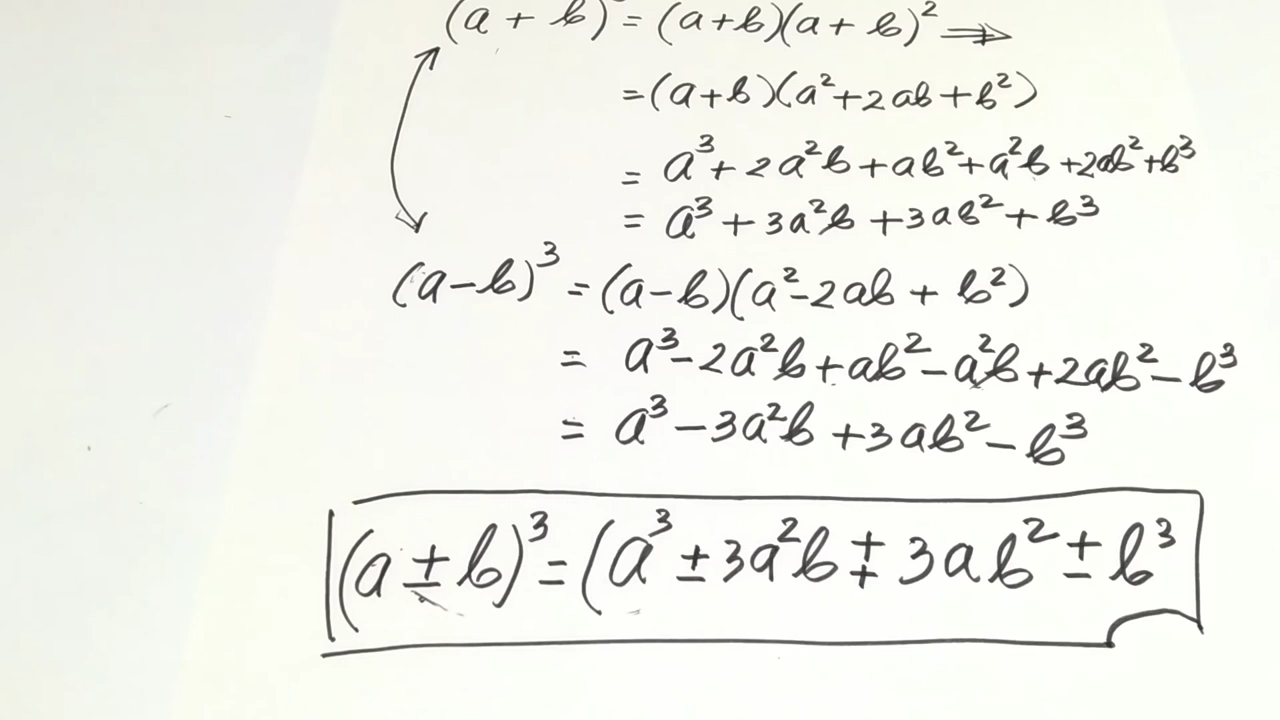 (a + b) = (a+b)(a+b)² ⇒
= (a+b)(a²+2ab+b²)
= a³+2a²b+ab²+a²b+2ab²+b³
= a³+3a²b+3ab²+b³
(a-b)³ = (a-b)(a²-2ab+b²)
= a³-2a²b+ab²-a²b+2ab²-b³
= a³-3a²b+3ab²-b³
(a±b)³ = (a³±3a²b ‡ 3ab²±b³